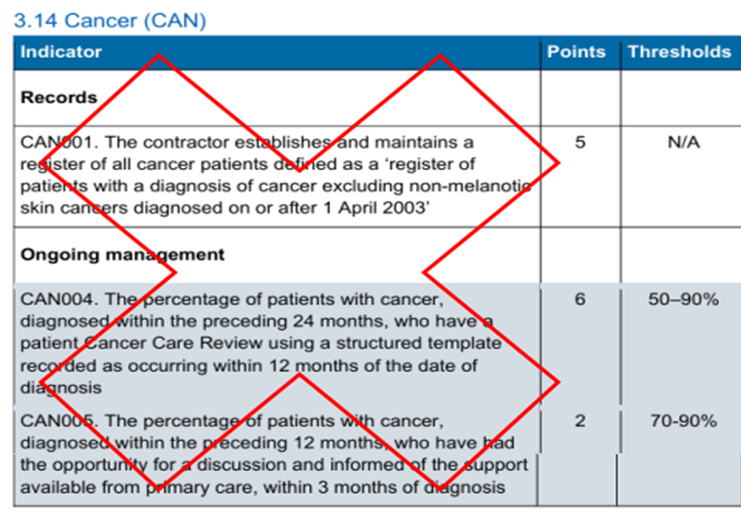 3.14 Cancer (CAN)
Indicator Points Thresholds
Records
CAN001. The contractor establishes and maintains a 5 N/A
register of all cancer patients defined as a ‘register of
patients with a diagnosis of cancer excluding non-melanotic
skin cancers diagnosed on or after 1 April 2003’
Ongoing management
CAN004. The percentage of patients with cancer, 6 50–90%
diagnosed within the preceding 24 months, who have a
patient Cancer Care Review using a structured template
recorded as occurring within 12 months of the date of
diagnosis
CAN005. The percentage of patients with cancer, 2 70-90%
diagnosed within the preceding 12 months, who have had
the opportunity for a discussion and informed of the support
available from primary care, within 3 months of diagnosis